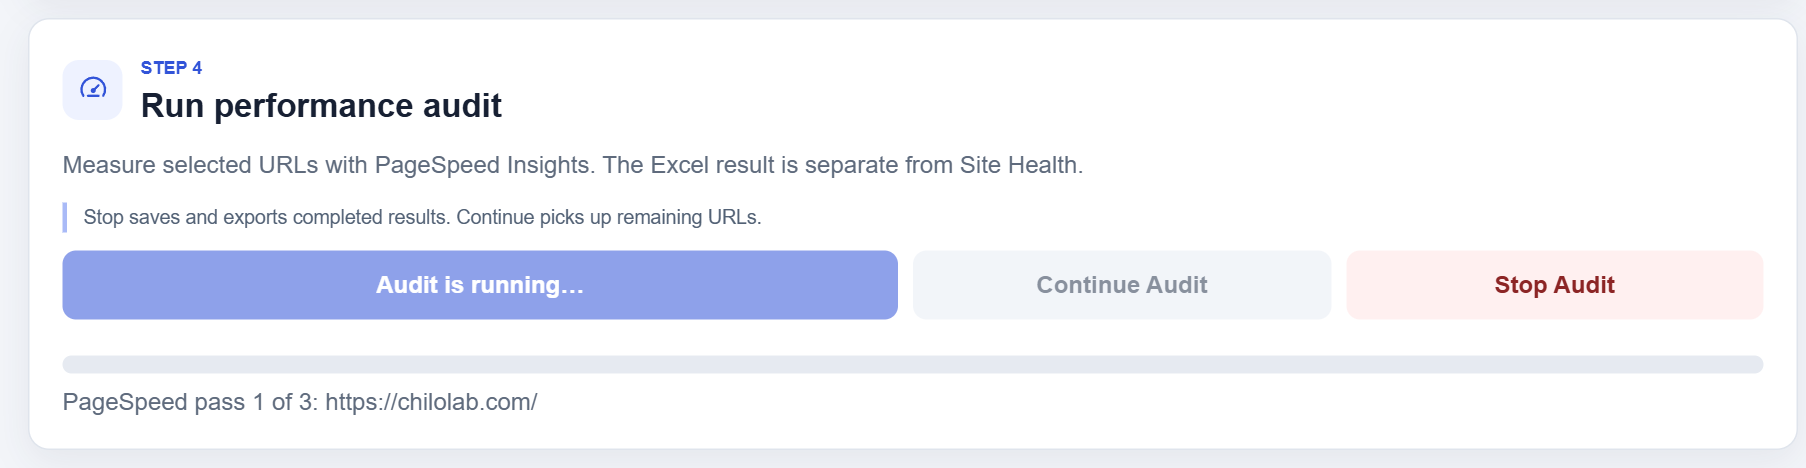 STEP 4
Run performance audit
Measure selected URLs with PageSpeed Insights. The Excel result is separate from Site Health.
Stop saves and exports completed results. Continue picks up remaining URLs.
Audit is running...
Continue Audit
Stop Audit
PageSpeed pass 1 of 3: https://chilolab.com/